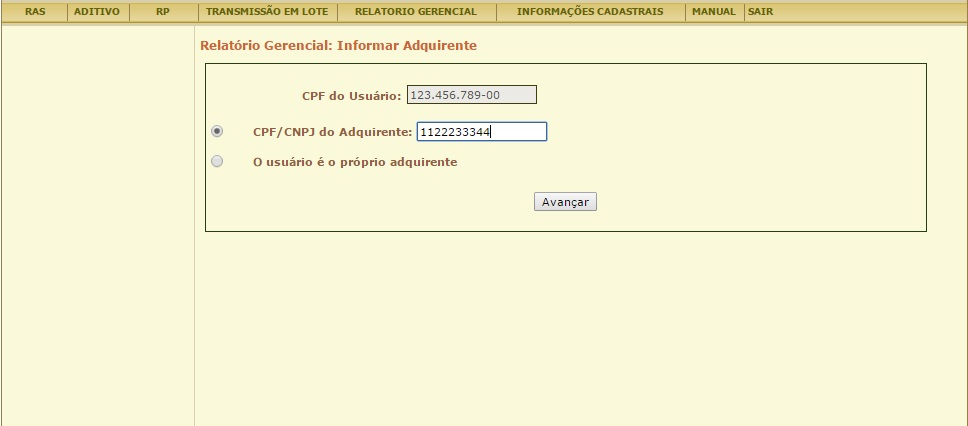 RAS ADITIVO RP TRANSMISSÃO EM LOTE RELATORIO GERENCIAL INFORMAÇÕES CADASTRAIS MANUAL SAIR
Relatório Gerencial: Informar Adquirente
CPF do Usuário: 123.456.789-00
CPF/CNPJ do Adquirente: 1122233344
O usuário é o próprio adquirente
Avançar